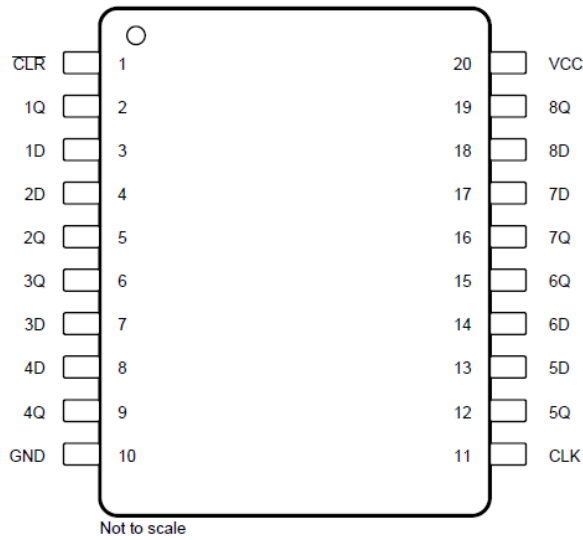 C̅L̅R̅ 1 20 VCC
1Q 2 19 8Q
1D 3 18 8D
2D 4 17 7D
2Q 5 16 7Q
3Q 6 15 6Q
3D 7 14 6D
4D 8 13 5D
4Q 9 12 5Q
GND 10 11 CLK
Not to scale